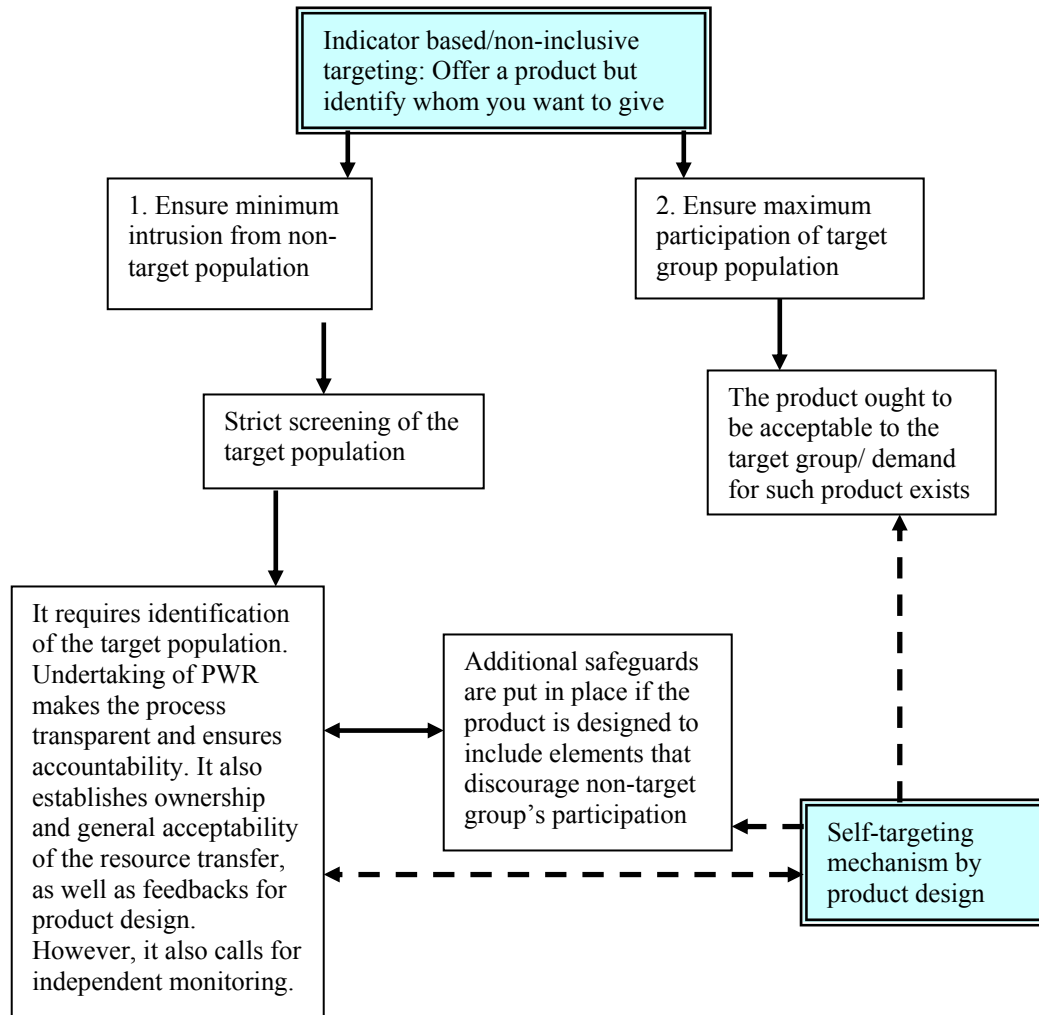 Indicator based/non-inclusive
targeting: Offer a product but
identify whom you want to give
1. Ensure minimum
intrusion from non-
target population
2. Ensure maximum
participation of target
group population
Strict screening of the
target population
The product ought to
be acceptable to the
target group/ demand
for such product exists
It requires identification
of the target population.
Undertaking of PWR
makes the process
transparent and ensures
accountability. It also
establishes ownership
and general acceptability
of the resource transfer,
as well as feedbacks for
product design.
However, it also calls for
independent monitoring.
Additional safeguards
are put in place if the
product is designed to
include elements that
discourage non-target
group’s participation
Self-targeting
mechanism by
product design